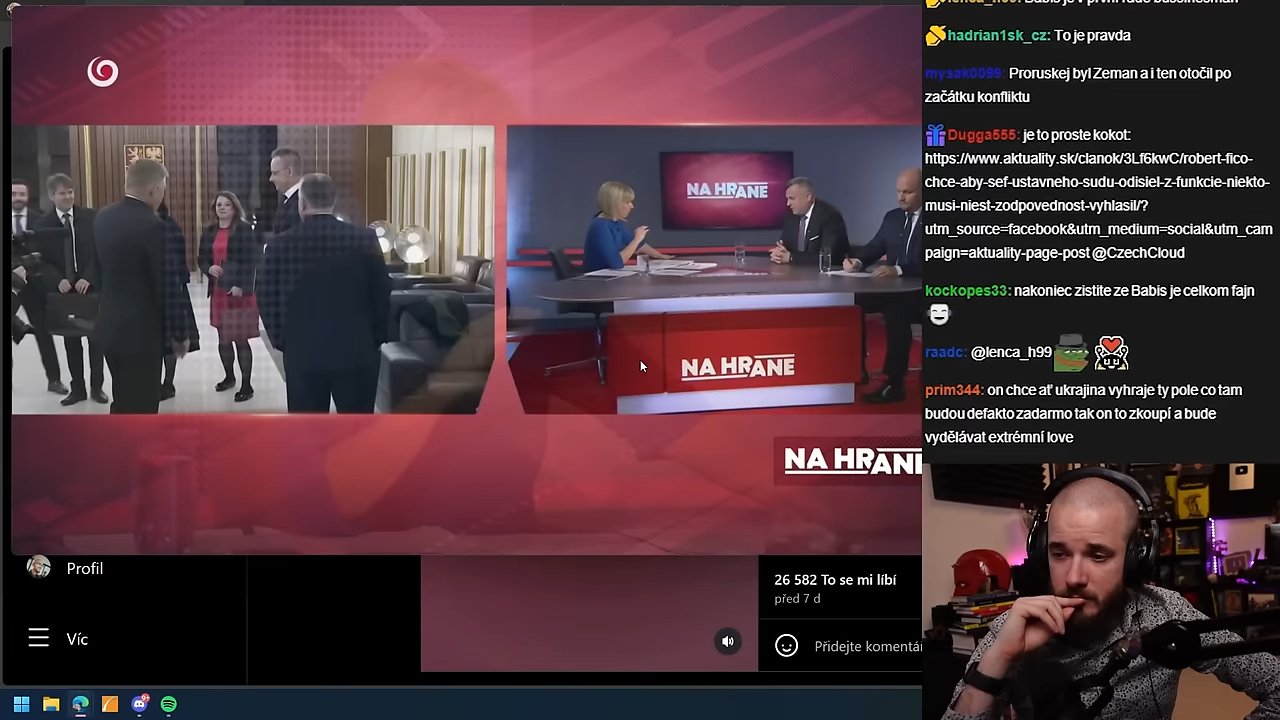 NA HRANE
NA HRANE
NA HRANE
Profil
Víc
26 582 To se mi líbí
před 7 d
Přidejte komentá
hadrian1sk_cz: To je pravda
mysak0099: Proruskej byl Zeman a i ten otočil po
začátku konfliktu
Dugga555: je to proste kokot:
https://www.aktuality.sk/clanok/3Lf6kwC/robert-fico-
chce-aby-sef-ustavneho-sudu-odisiel-z-funkcie-niekto-
musi-niest-zodpovednost-vyhlasil/?
utm_source=facebook&utm_medium=social&utm_cam
paign=aktuality-page-post @CzechCloud
kockopes33: nakoniec zistite ze Babis je celkom fajn
raadc: @lenca_h99
prim344: on chce ať ukrajina vyhraje ty pole co tam
budou defakto zadarmo tak on to zkoupí a bude
vydělávat extrémní love